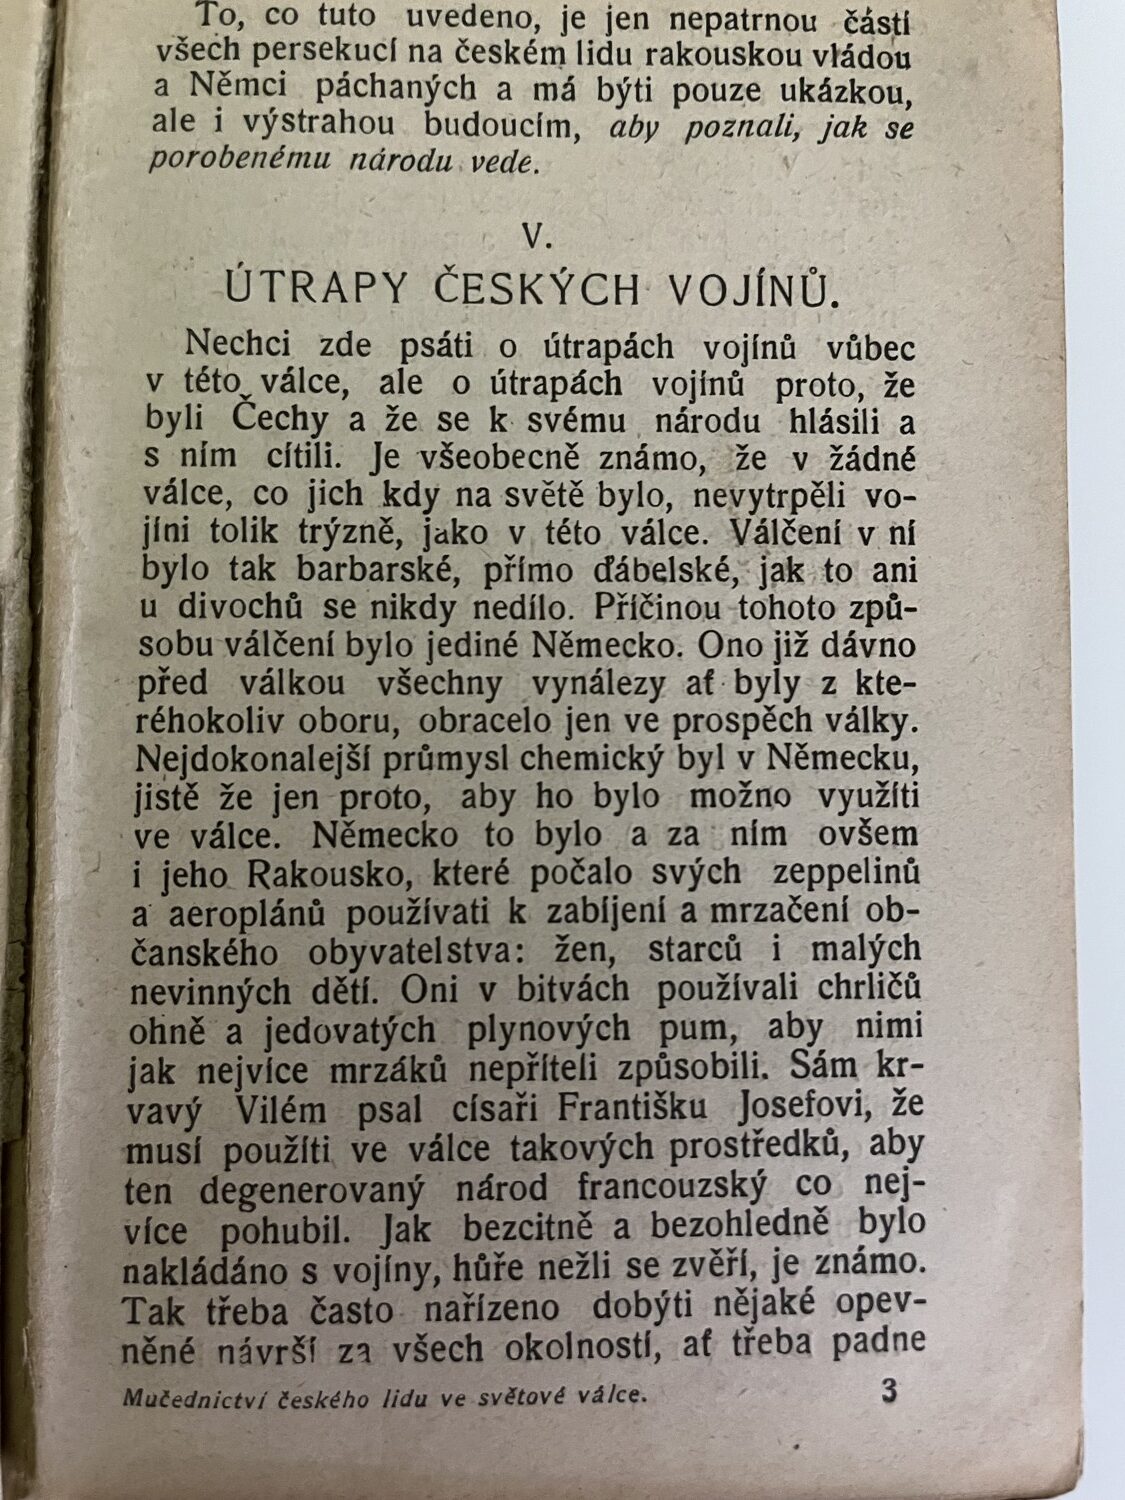 To, co tuto uvedeno, je jen nepatrnou částí
všech persekucí na českém lidu rakouskou vládou
a Němci páchaných a má býti pouze ukázkou,
ale i výstrahou budoucím, aby poznali, jak se
porobenému národu vede.
V.
ÚTRAPY ČESKÝCH VOJÍNŮ.
Nechci zde psáti o útrapách vojínů vůbec
v této válce, ale o útrapách vojínů proto, že
byli Čechy a že se k svému národu hlásili a
s ním cítili. Je všeobecně známo, že v žádné
válce, co jich kdy na světě bylo, nevytrpěli vo-
jíni tolik trýzně, jako v této válce. Válčení v ní
bylo tak barbarské, přímo ďábelské, jak to ani
u divochů se nikdy nedílo. Příčinou tohoto způ-
sobu válčení bylo jediné Německo. Ono již dávno
před válkou všechny vynálezy ať byly z kte-
réhokoliv oboru, obracelo jen ve prospěch války.
Nejdokonalejší průmysl chemický byl v Německu,
jistě že jen proto, aby ho bylo možno využíti
ve válce. Německo to bylo a za ním ovšem
i jeho Rakousko, které počalo svých zeppelinů
a aeroplánů používati k zabíjení a mrzačení ob-
čanského obyvatelstva: žen, starců i malých
nevinných dětí. Oni v bitvách používali chrličů
ohně a jedovatých plynových pum, aby nimi
jak nejvíce mrzáků nepříteli způsobili. Sám kr-
vavý Vilém psal císaři Františku Josefovi, že
musí použíti ve válce takových prostředků, aby
ten degenerovaný národ francouzský co nej-
více pohubil. Jak bezcitně a bezohledně bylo
nakládáno s vojíny, hůře nežli se zvěří, je známo.
Tak třeba často nařízeno dobýti nějaké opev-
něné návrší za všech okolností, ať třeba padne
Mučednictví českého lidu ve světové válce. 3